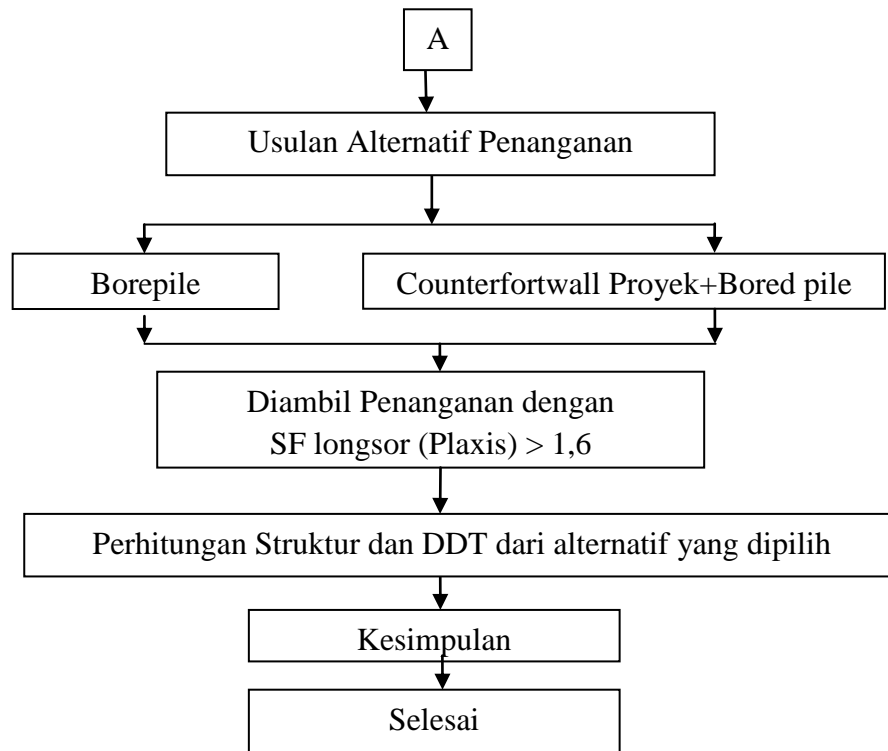 A
Usulan Alternatif Penanganan
Borepile
Counterfortwall Proyek+Bored pile
Diambil Penanganan dengan
SF longsor (Plaxis) > 1,6
Perhitungan Struktur dan DDT dari alternatif yang dipilih
Kesimpulan
Selesai